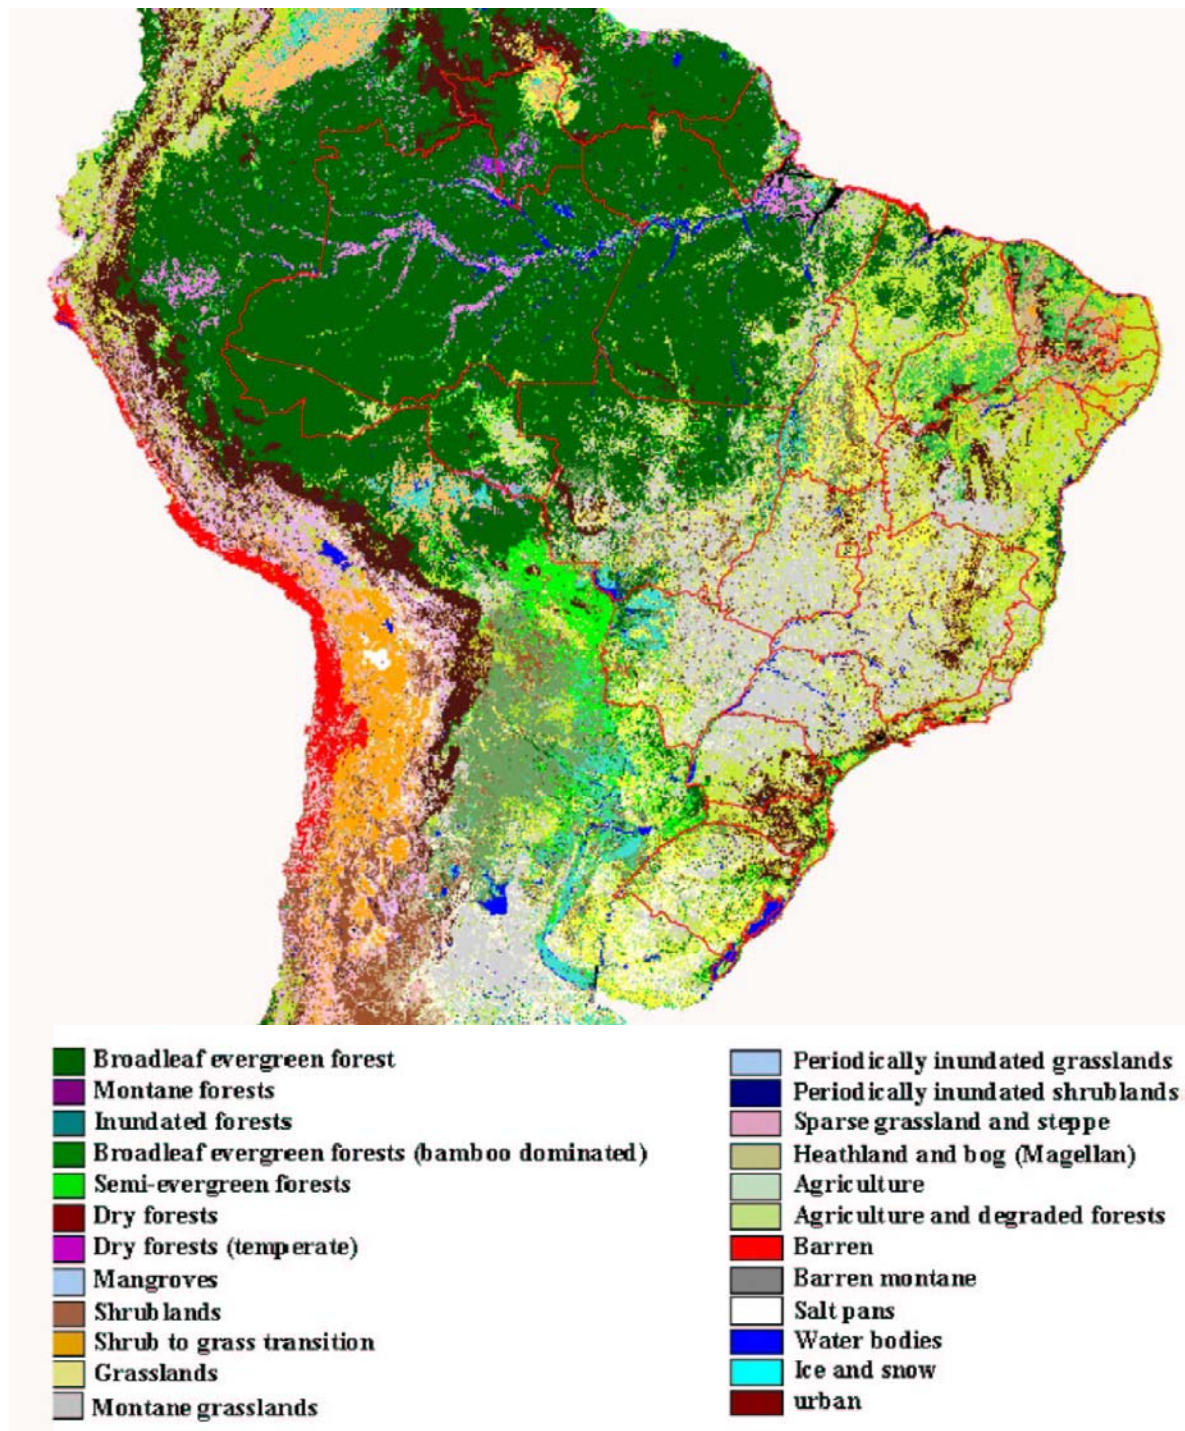 Broadleaf evergreen forest
Montane forests
Inundated forests
Broadleaf evergreen forests (bamboo dominated)
Semi-evergreen forests
Dry forests
Dry forests (temperate)
Mangroves
Shrublands
Shrub to grass transition
Grasslands
Montane grasslands
Periodically inundated grasslands
Periodically inundated shrublands
Sparse grassland and steppe
Heathland and bog (Magellan)
Agriculture
Agriculture and degraded forests
Barren
Barren montane
Salt pans
Water bodies
Ice and snow
urban